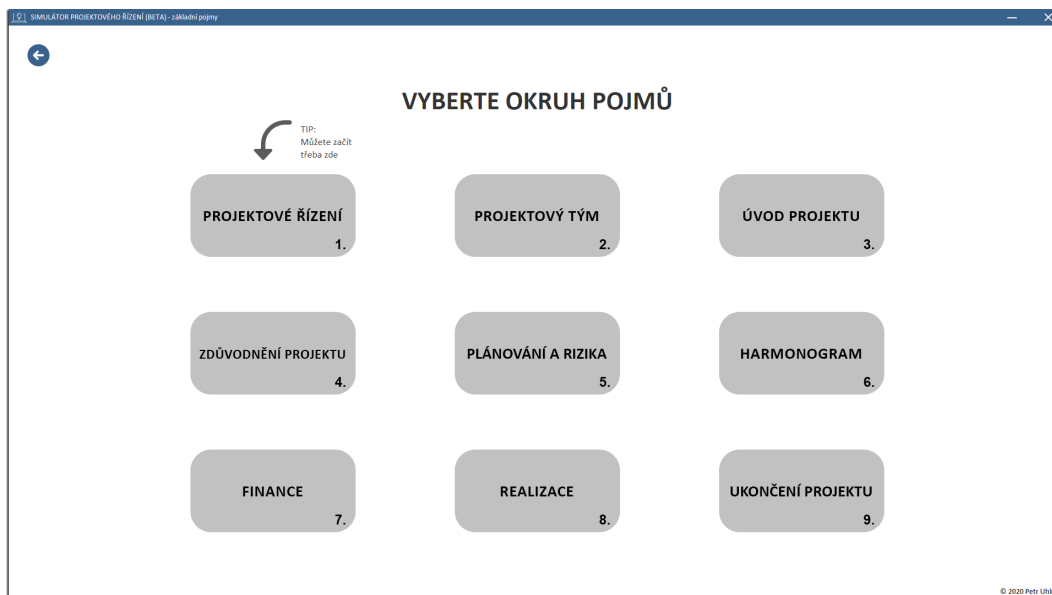 SIMULÁTOR PROJEKTOVÉHO ŘÍZENÍ (BETA) - základní pojmy
VYBERTE OKRUH POJMŮ
TIP:
Můžete začít
třeba zde
PROJEKTOVÉ ŘÍZENÍ
1.
PROJEKTOVÝ TÝM
2.
ÚVOD PROJEKTU
3.
ZDŮVODNĚNÍ PROJEKTU
4.
PLÁNOVÁNÍ A RIZIKA
5.
HARMONOGRAM
6.
FINANCE
7.
REALIZACE
8.
UKONČENÍ PROJEKTU
9.
© 2020 Petr